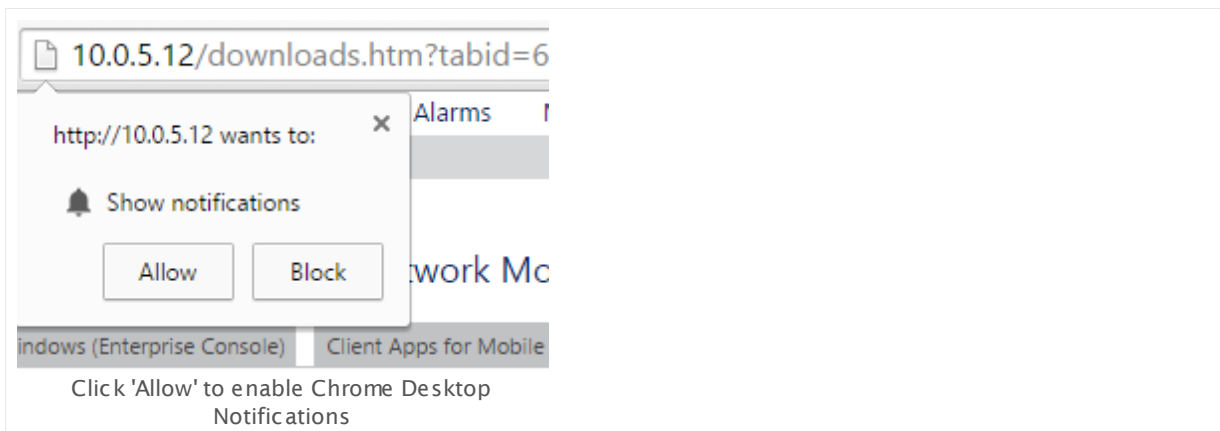 10.0.5.12/downloads.htm?tabid=6
Alarms
http://10.0.5.12 wants to:
Show notifications
Allow Block
twork Mo
indows (Enterprise Console) Client Apps for Mobile
Click 'Allow' to enable Chrome Desktop
Notifications